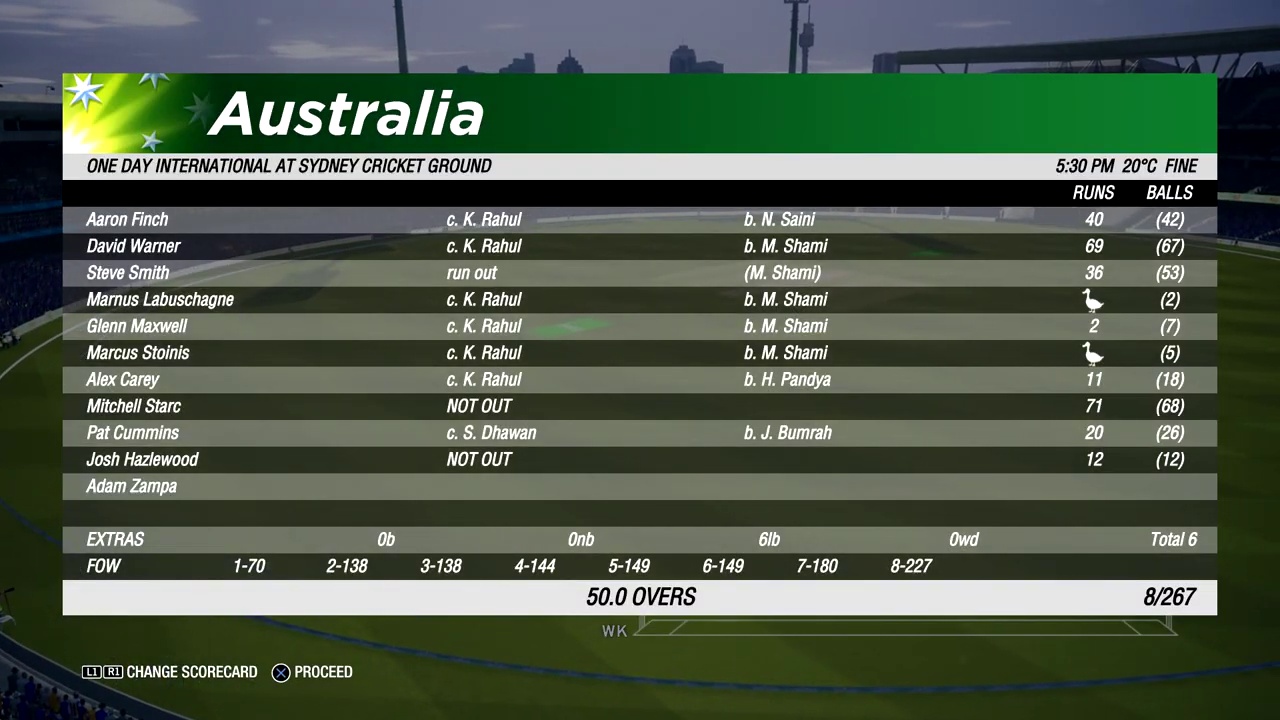 Australia
ONE DAY INTERNATIONAL AT SYDNEY CRICKET GROUND 5:30 PM 20°C FINE
RUNS BALLS
Aaron Finch c. K. Rahul b. N. Saini 40 (42)
David Warner c. K. Rahul b. M. Shami 69 (67)
Steve Smith run out (M. Shami) 36 (53)
Marnus Labuschagne c. K. Rahul b. M. Shami (2)
Glenn Maxwell c. K. Rahul b. M. Shami 2 (7)
Marcus Stoinis c. K. Rahul b. M. Shami (5)
Alex Carey c. K. Rahul b. H. Pandya 11 (18)
Mitchell Starc NOT OUT 71 (68)
Pat Cummins c. S. Dhawan b. J. Bumrah 20 (26)
Josh Hazlewood NOT OUT 12 (12)
Adam Zampa
EXTRAS 0b 0nb 6lb 0wd Total 6
FOW 1-70 2-138 3-138 4-144 5-149 6-149 7-180 8-227
50.0 OVERS 8/267
WK
L1 R1 CHANGE SCORECARD PROCEED